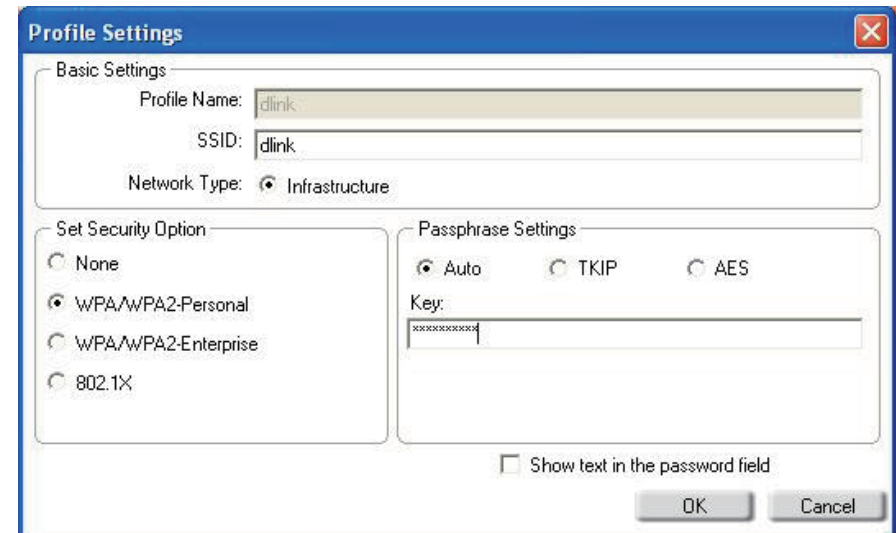 Profile Settings
Basic Settings
Profile Name: dlink
SSID: dlink
Network Type: Infrastructure
Set Security Option
None
WPA/WPA2-Personal
WPA/WPA2-Enterprise
802.1X
Passphrase Settings
Auto TKIP AES
Key:
××××××××××
Show text in the password field
OK Cancel